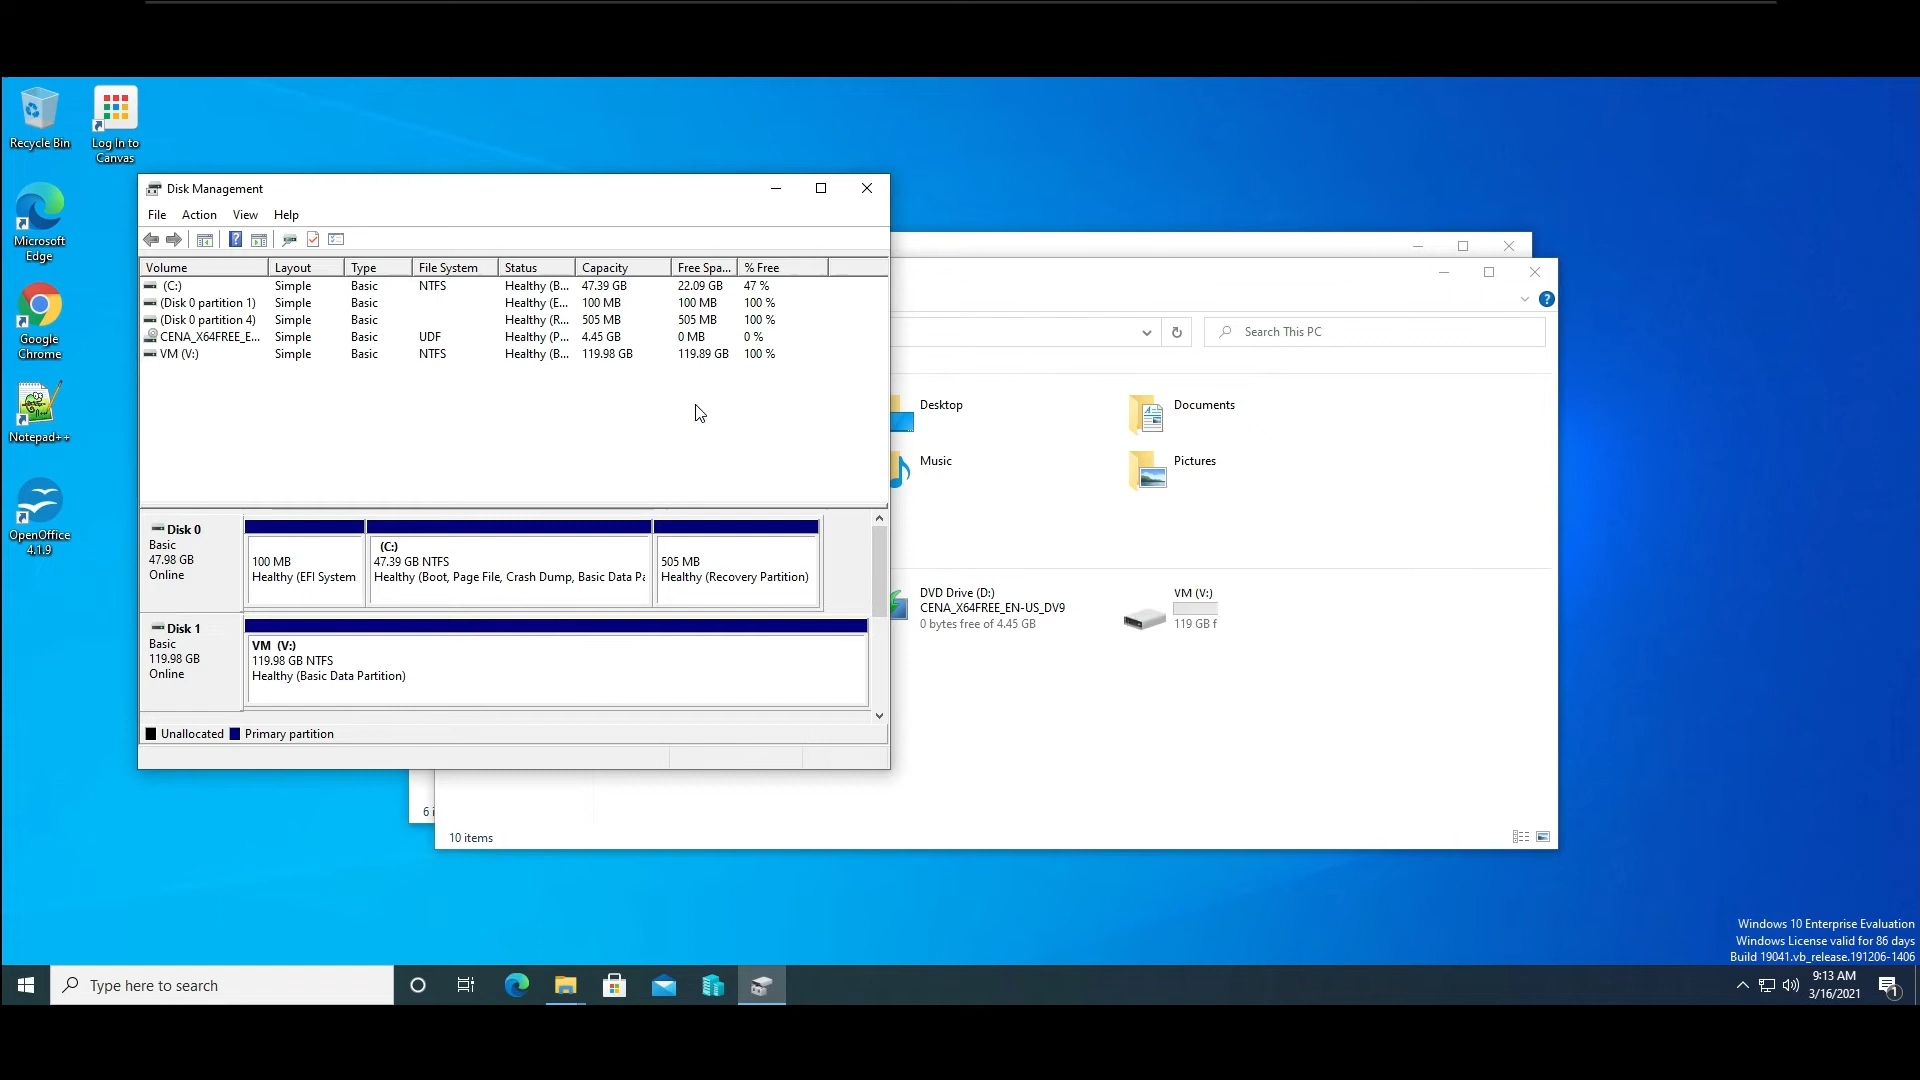 Recycle Bin
Log In to
Canvas
Microsoft
Edge
Google
Chrome
Notepad++
OpenOffice
4.1.9
Disk Management
File Action View Help
Volume Layout Type File System Status Capacity Free Spa... % Free
(C:) Simple Basic NTFS Healthy (B... 47.39 GB 22.09 GB 47 %
(Disk 0 partition 1) Simple Basic Healthy (E... 100 MB 100 MB 100 %
(Disk 0 partition 4) Simple Basic Healthy (R... 505 MB 505 MB 100 %
CENA_X64FREE_E... Simple Basic UDF Healthy (P... 4.45 GB 0 MB 0 %
VM (V:) Simple Basic NTFS Healthy (B... 119.98 GB 119.89 GB 100 %
Disk 0
Basic
47.98 GB
Online
100 MB
Healthy (EFI System
(C:)
47.39 GB NTFS
Healthy (Boot, Page File, Crash Dump, Basic Data Pa
505 MB
Healthy (Recovery Partition)
Disk 1
Basic
119.98 GB
Online
VM (V:)
119.98 GB NTFS
Healthy (Basic Data Partition)
Unallocated Primary partition
Search This PC
Desktop
Documents
Music
Pictures
DVD Drive (D:)
CENA_X64FREE_EN-US_DV9
0 bytes free of 4.45 GB
VM (V:)
119 GB f
6 i
10 items
Windows 10 Enterprise Evaluation
Windows License valid for 86 days
Build 19041.vb_release.191206-1406
Type here to search
9:13 AM
3/16/2021
1